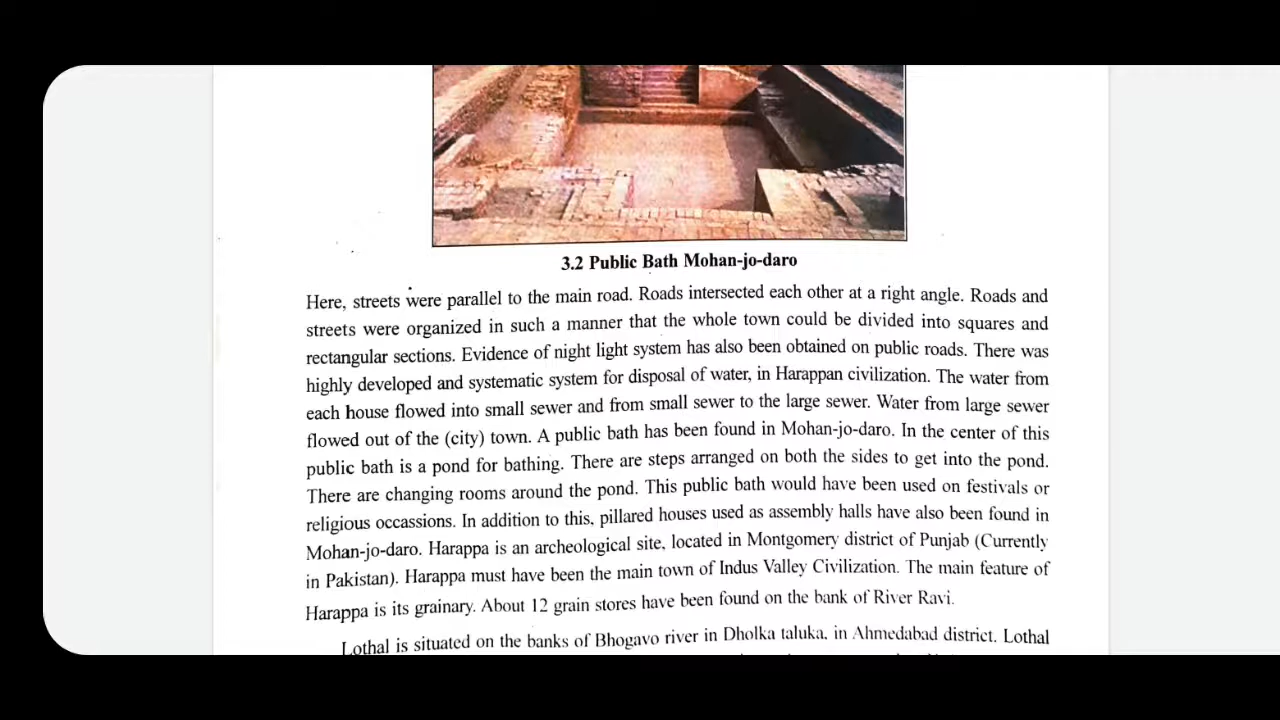 3.2 Public Bath Mohan-jo-daro
Here, streets were parallel to the main road. Roads intersected each other at a right angle. Roads and
streets were organized in such a manner that the whole town could be divided into squares and
rectangular sections. Evidence of night light system has also been obtained on public roads. There was
highly developed and systematic system for disposal of water, in Harappan civilization. The water from
each house flowed into small sewer and from small sewer to the large sewer. Water from large sewer
flowed out of the (city) town. A public bath has been found in Mohan-jo-daro. In the center of this
public bath is a pond for bathing. There are steps arranged on both the sides to get into the pond.
There are changing rooms around the pond. This public bath would have been used on festivals or
religious occassions. In addition to this, pillared houses used as assembly halls have also been found in
Mohan-jo-daro. Harappa is an archeological site, located in Montgomery district of Punjab (Currently
in Pakistan). Harappa must have been the main town of Indus Valley Civilization. The main feature of
Harappa is its grainary. About 12 grain stores have been found on the bank of River Ravi.
Lothal is situated on the banks of Bhogavo river in Dholka taluka, in Ahmedabad district. Lothal